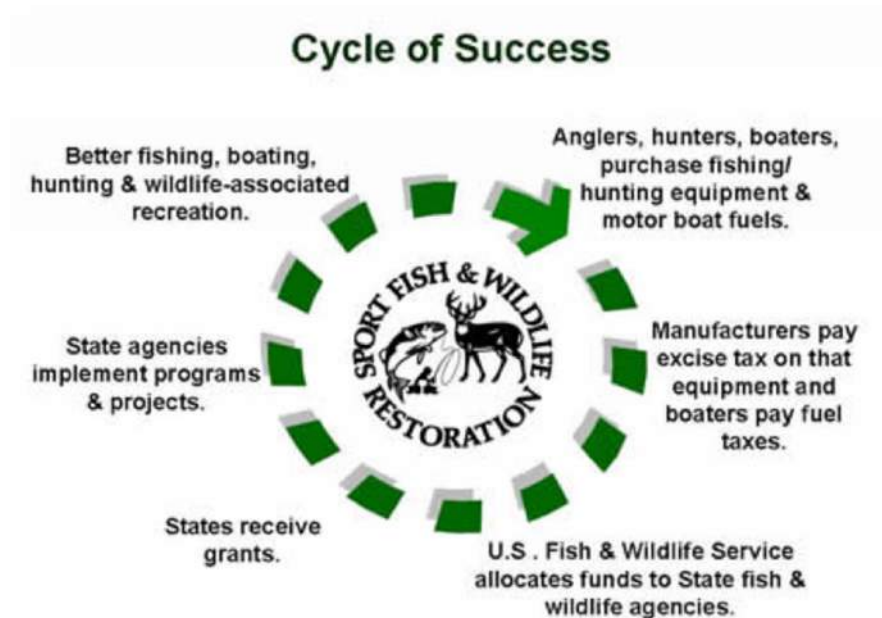 Cycle of Success
Anglers, hunters, boaters,
purchase fishing/
hunting equipment &
motor boat fuels.
Manufacturers pay
excise tax on that
equipment and
boaters pay fuel
taxes.
U.S . Fish & Wildlife Service
allocates funds to State fish &
wildlife agencies.
States receive
grants.
State agencies
implement programs
& projects.
Better fishing, boating,
hunting & wildlife-associated
recreation.
SPORT FISH & WILDLIFE
RESTORATION